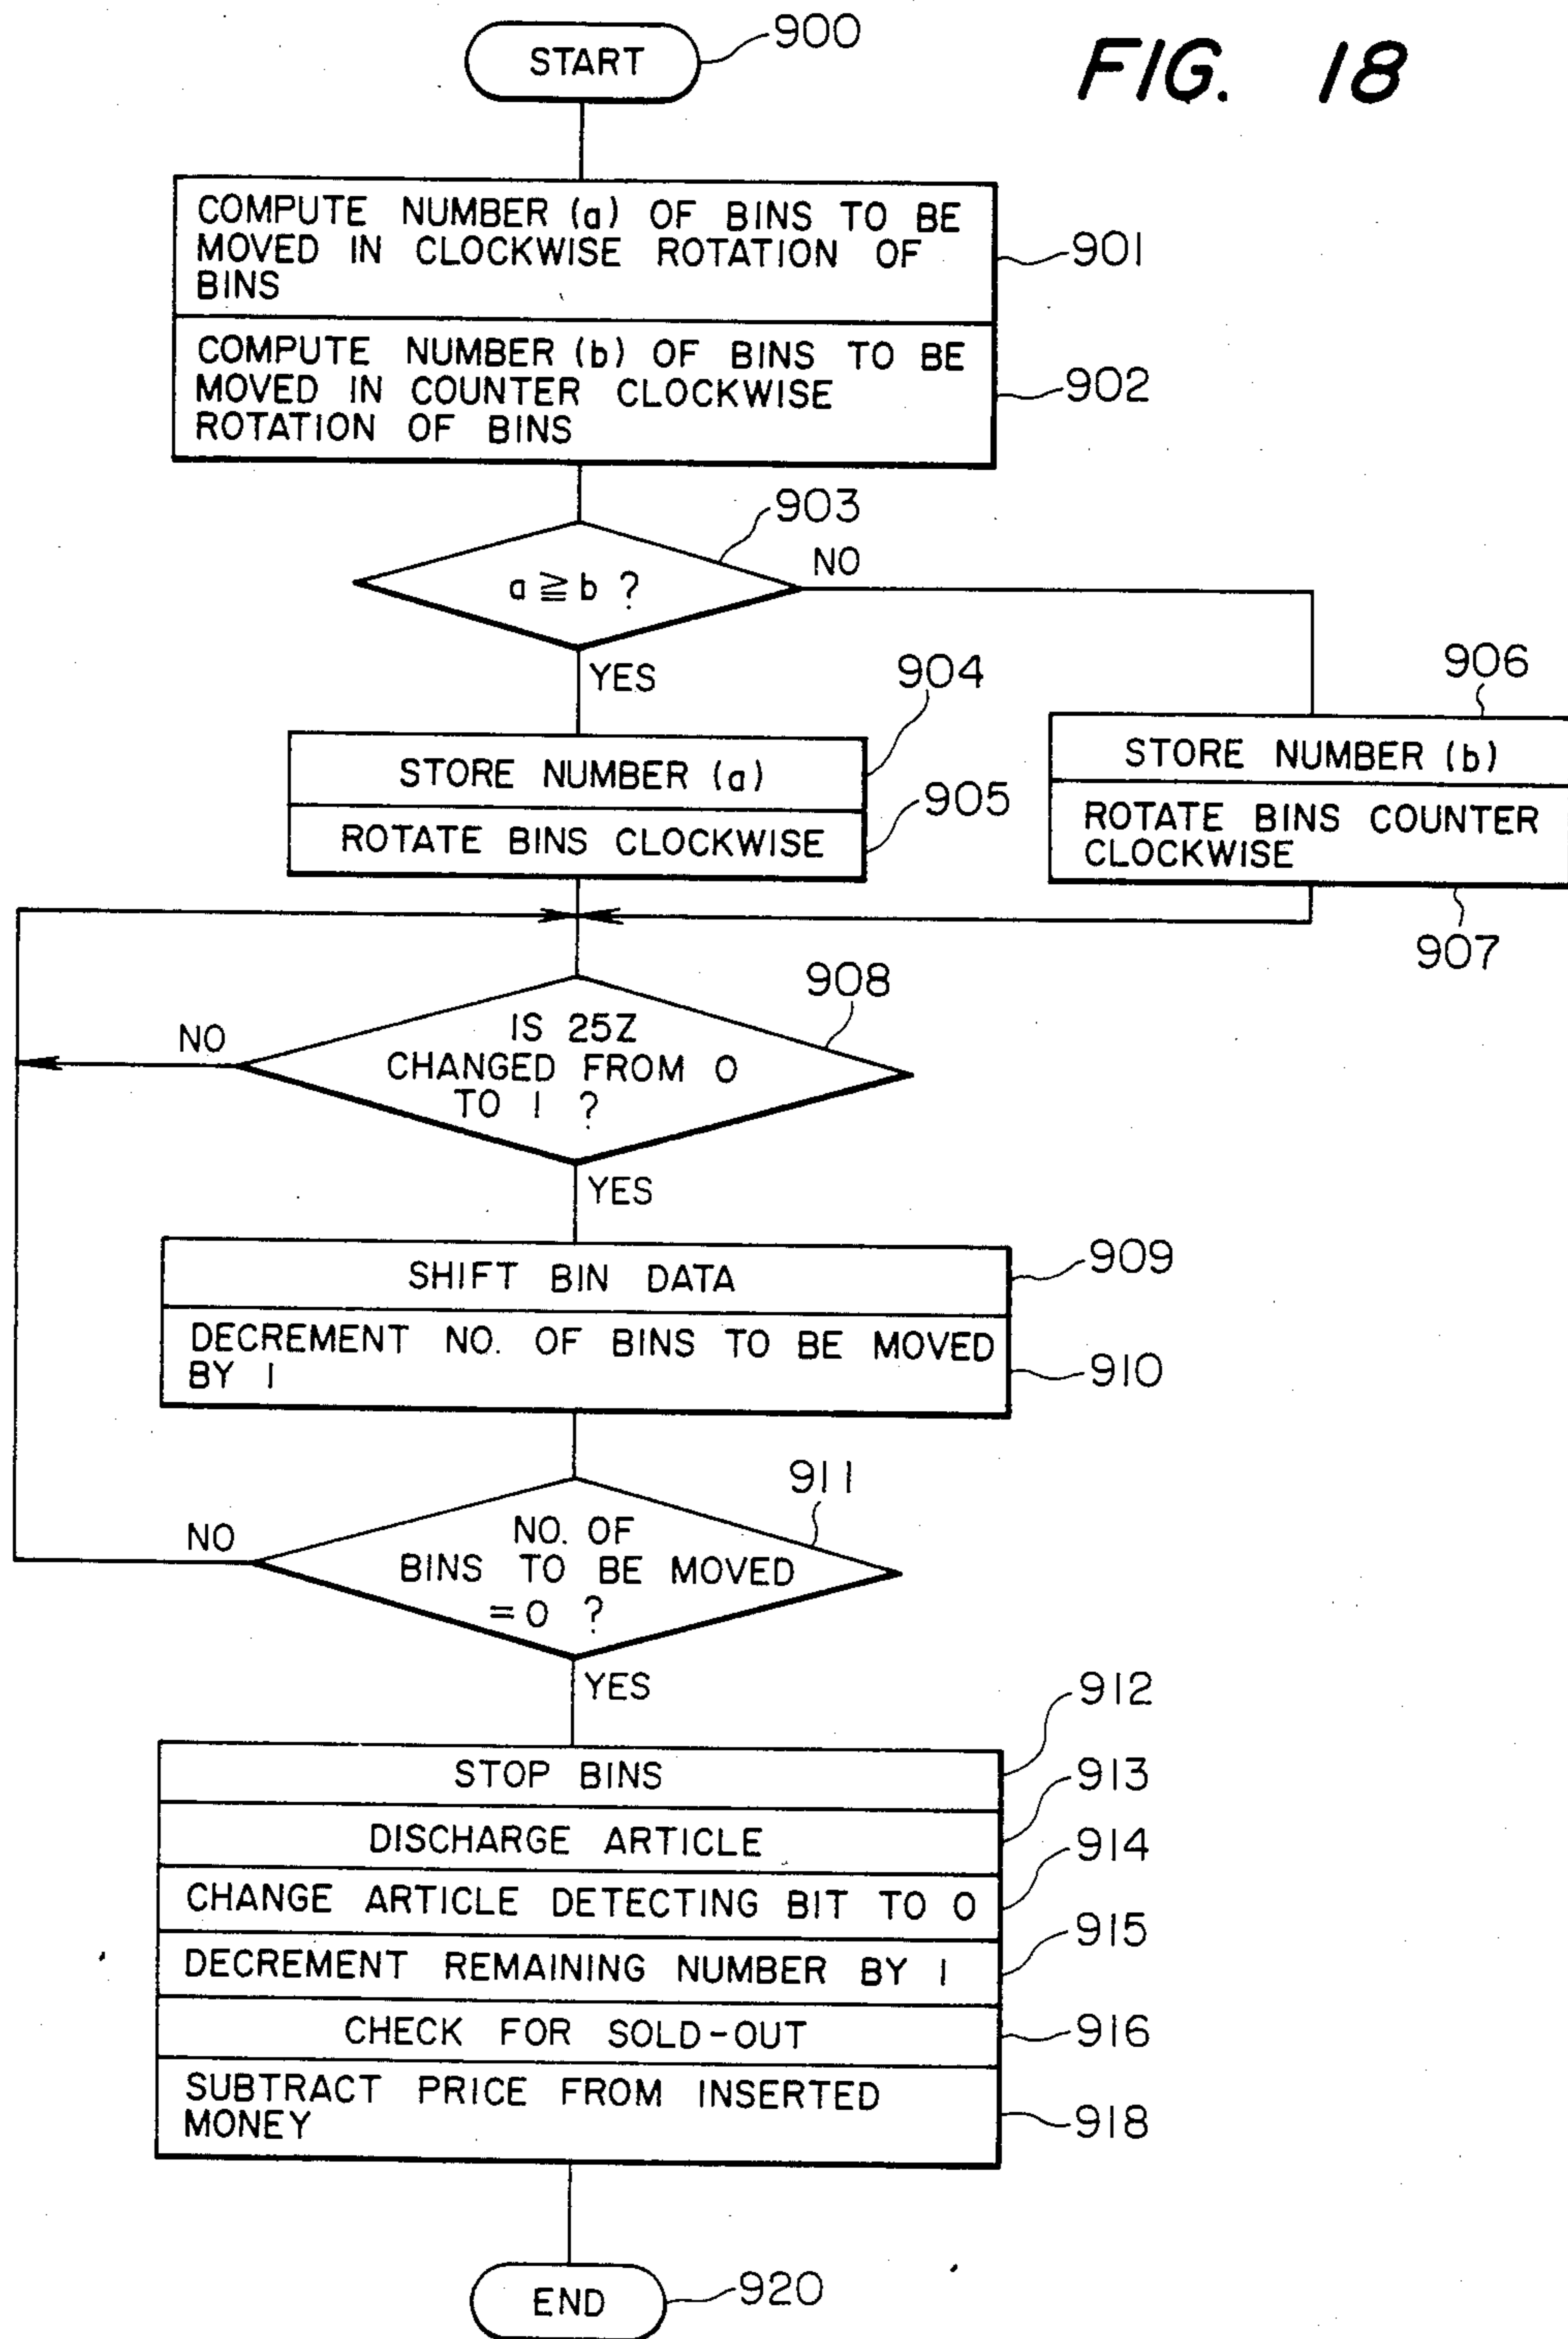 START
900
FIG. 18
COMPUTE NUMBER (a) OF BINS TO BE
MOVED IN CLOCKWISE ROTATION OF
BINS
901
COMPUTE NUMBER (b) OF BINS TO BE
MOVED IN COUNTER CLOCKWISE
ROTATION OF BINS
902
903
a ≧ b ?
NO
YES
904
STORE NUMBER (a)
905
ROTATE BINS CLOCKWISE
906
STORE NUMBER (b)
ROTATE BINS COUNTER
CLOCKWISE
907
908
IS 25Z
CHANGED FROM 0
TO 1 ?
NO
YES
SHIFT BIN DATA
909
DECREMENT NO. OF BINS TO BE MOVED
BY 1
910
911
NO. OF
BINS TO BE MOVED
=0 ?
NO
YES
912
STOP BINS
913
DISCHARGE ARTICLE
914
CHANGE ARTICLE DETECTING BIT TO 0
915
DECREMENT REMAINING NUMBER BY 1
CHECK FOR SOLD-OUT
916
SUBTRACT PRICE FROM INSERTED
MONEY
918
END
920